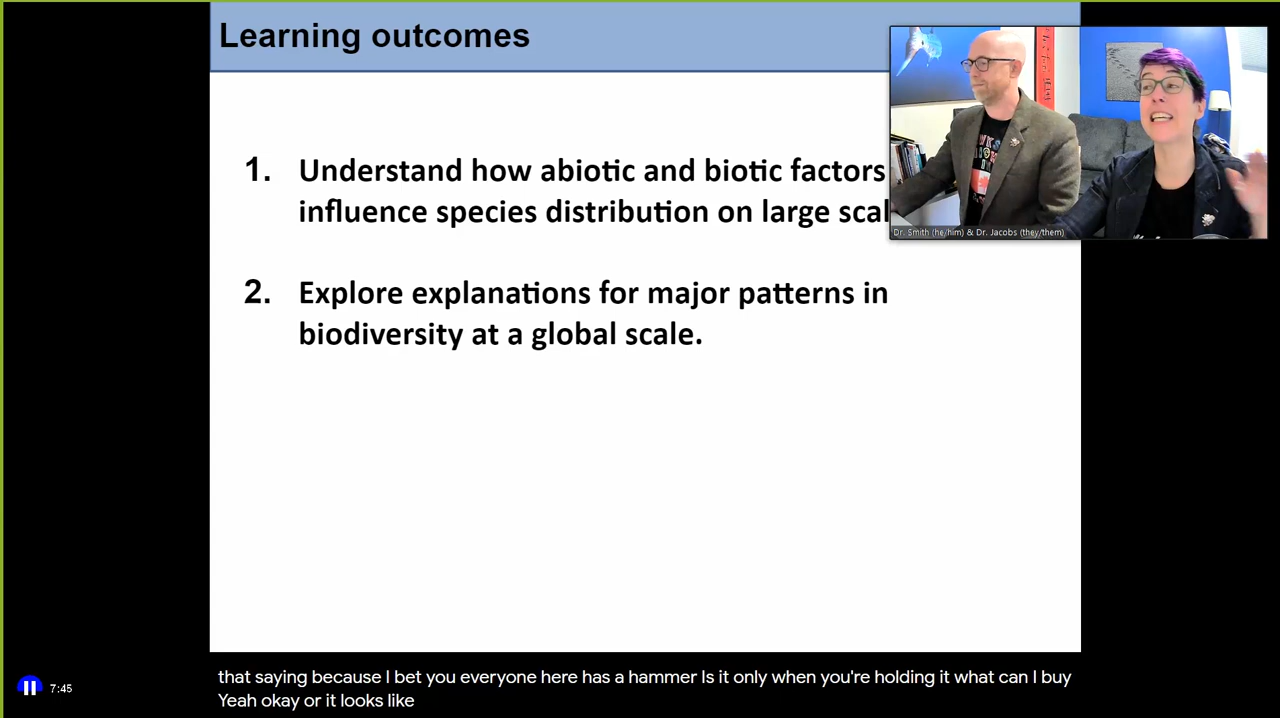 Learning outcomes
1. Understand how abiotic and biotic factors
influence species distribution on large scal
2. Explore explanations for major patterns in
biodiversity at a global scale.
Dr. Smith (he/him) & Dr. Jacobs (they/them)
that saying because I bet you everyone here has a hammer Is it only when you're holding it what can I buy
Yeah okay or it looks like
7:45